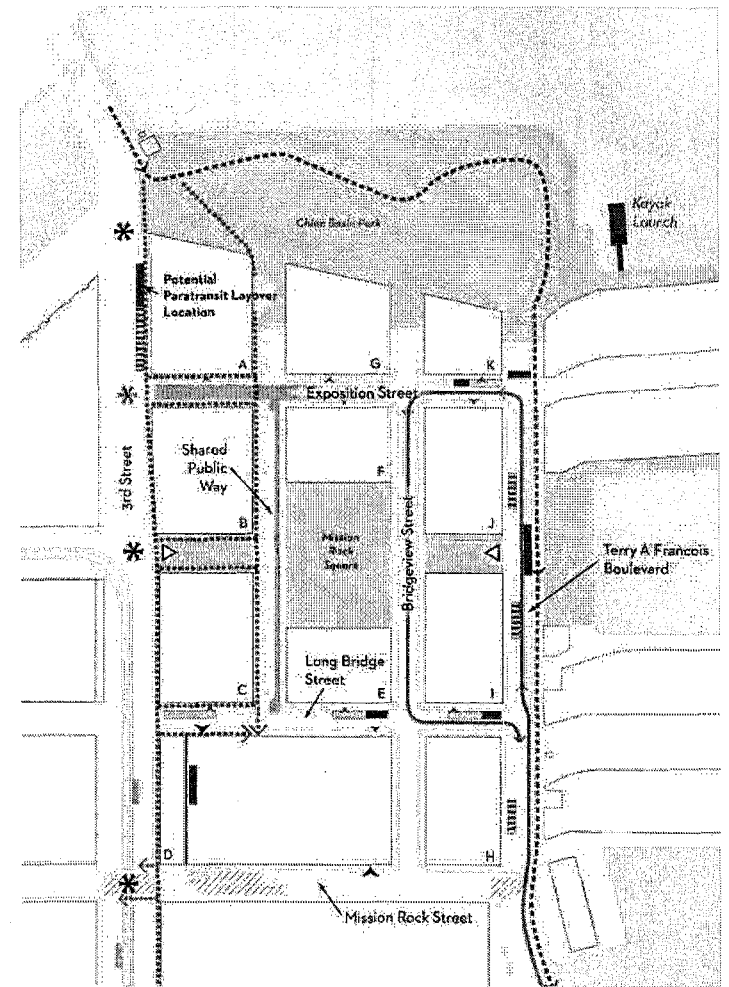 Kayak
Launch
China Basin Park
Potential
Paratransit Layover
Location
A
G
K
Exposition Street
3rd Street
Shared
Public
Way
F
B
J
Mission
Rock
Square
Bridgeview Street
Terry A Francois
Boulevard
Long Bridge
Street
C
E
I
D
H
Mission Rock Street